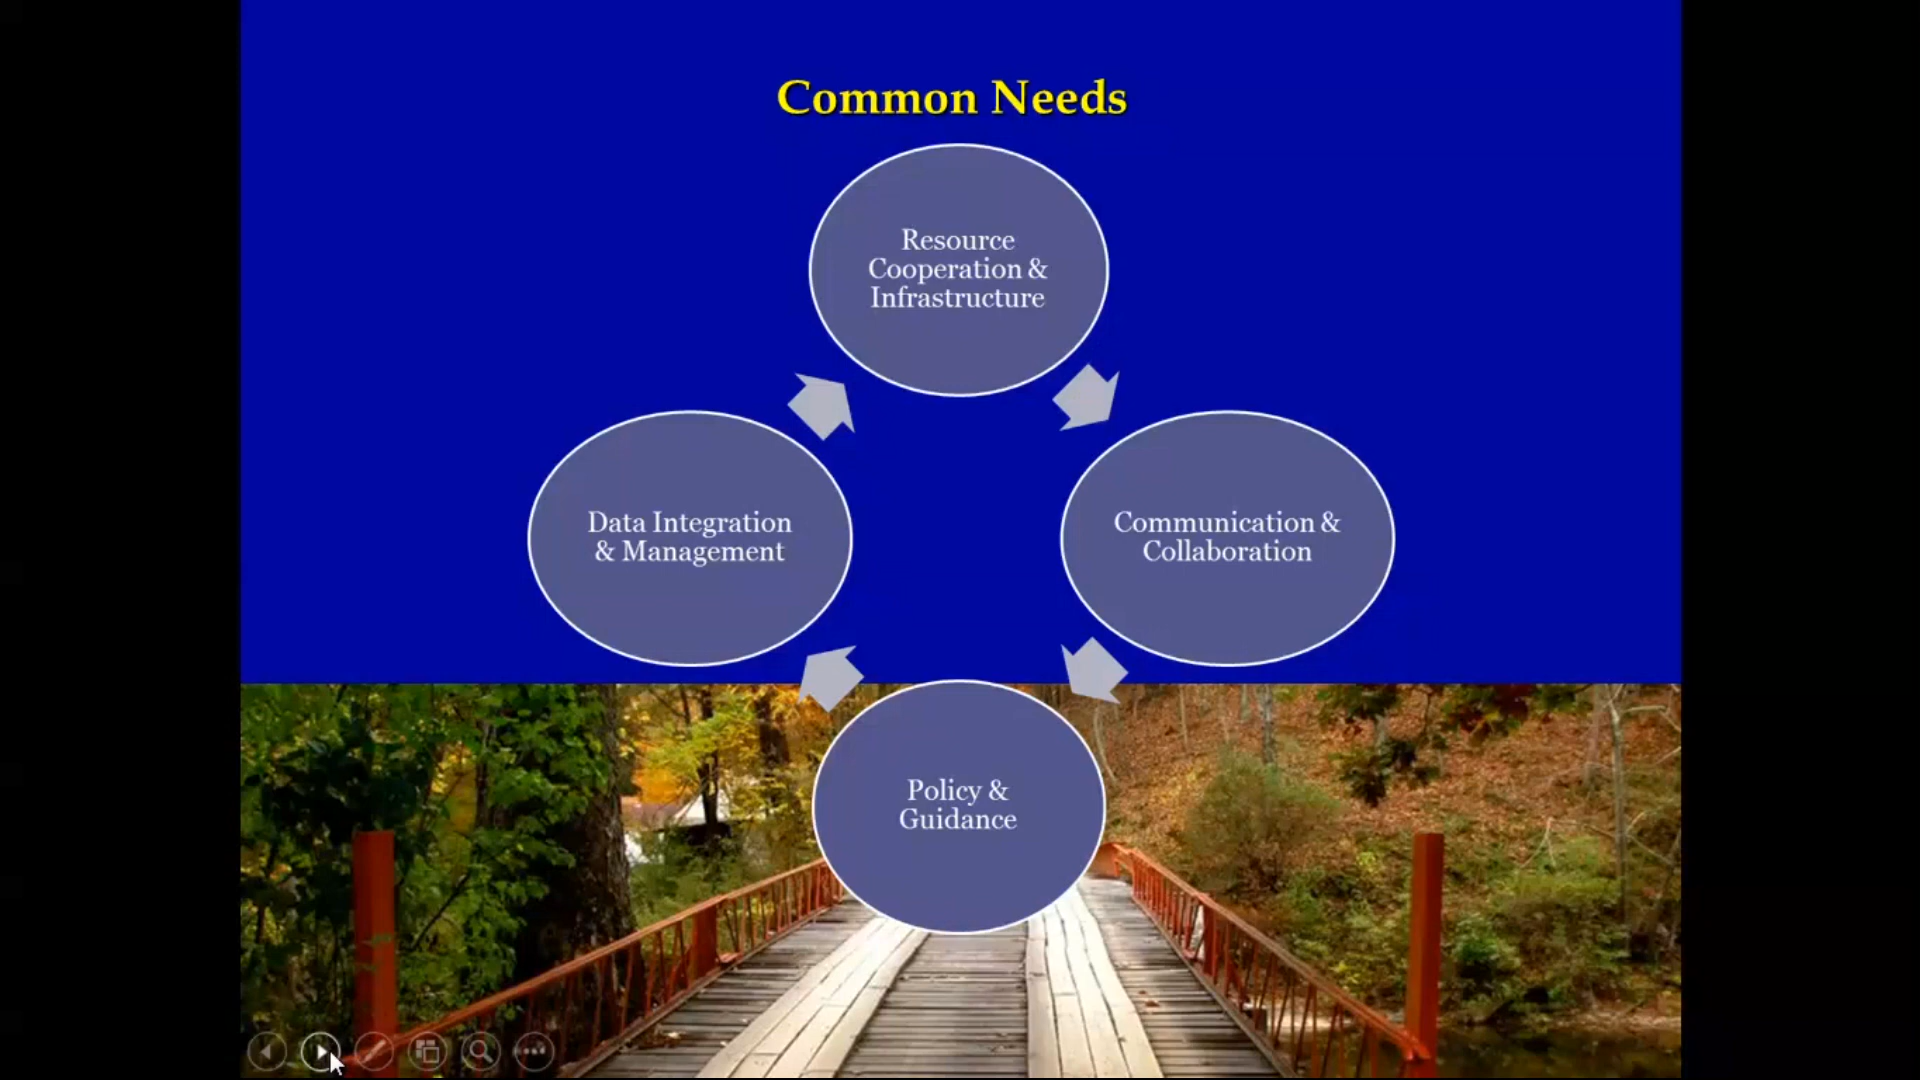 Common Needs
Resource
Cooperation &
Infrastructure
Data Integration
& Management
Communication &
Collaboration
Policy &
Guidance